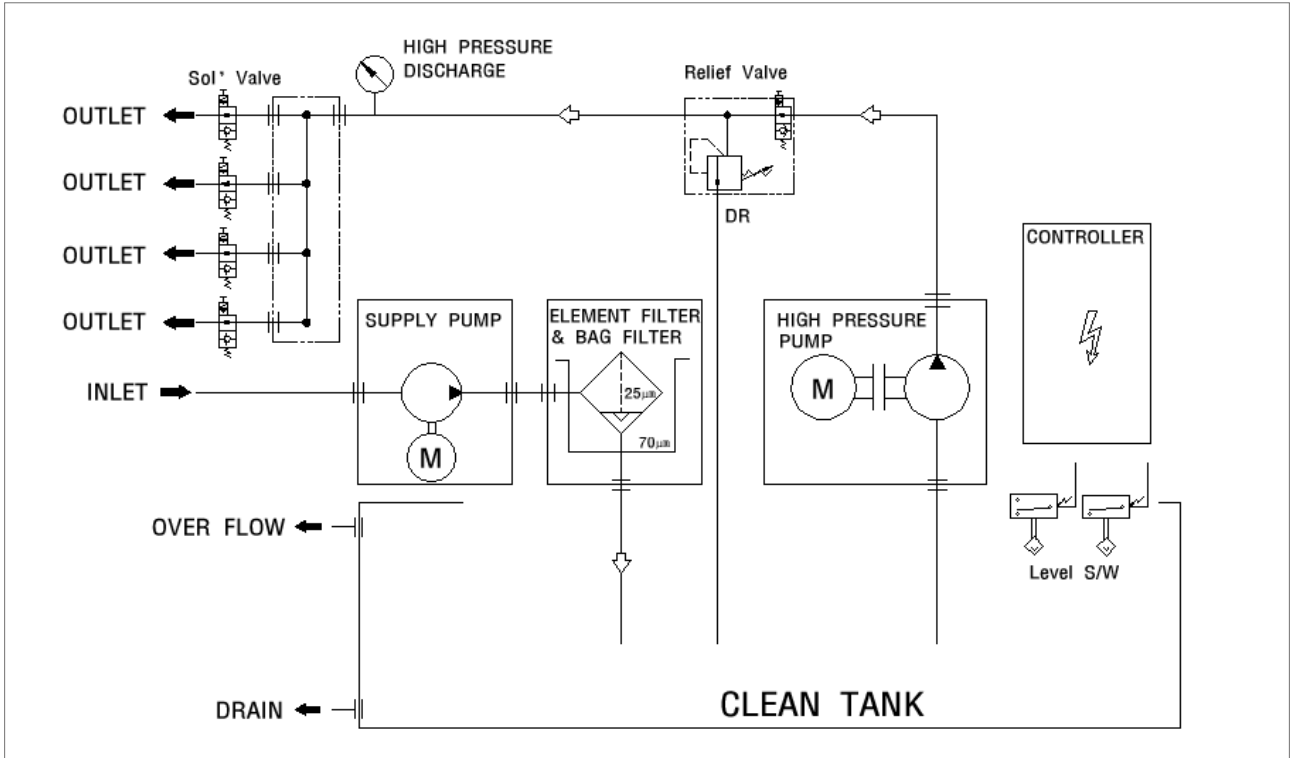 HIGH PRESSURE
DISCHARGE
Sol' Valve
Relief Valve
OUTLET
OUTLET
DR
CONTROLLER
OUTLET
OUTLET
SUPPLY PUMP
ELEMENT FILTER
& BAG FILTER
HIGH PRESSURE
PUMP
INLET
25㎛
M
70㎛
M
OVER FLOW
Level S/W
DRAIN
CLEAN TANK